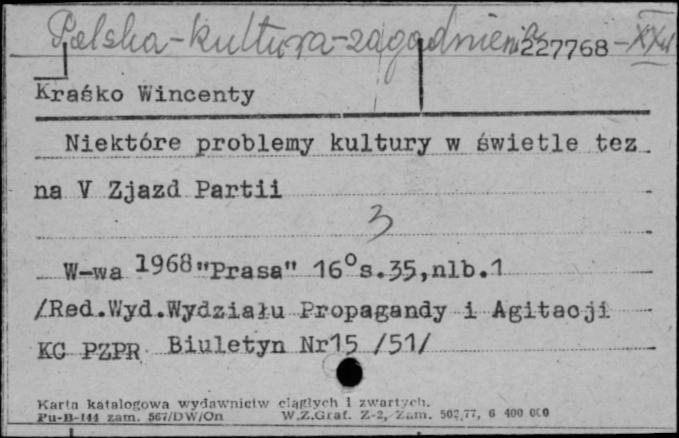 Polska-kultura-zagadnienia 227768 -XX w
Kraśko Wincenty
Niektóre problemy kultury w świetle tez
na V Zjazd Partii
3
W-wa 1968 "Prasa" 16° s.35,nlb.1
/Red.Wyd.Wydziału Propagandy i Agitacji
KC PZPR Biuletyn Nr15 /51/
Karta katalogowa wydawnictw ciągłych i zwartych.
Pu-B-144 zam. 567/DW/On W.Z.Graf. Z-2, Zam. 502/77, 6 400 000